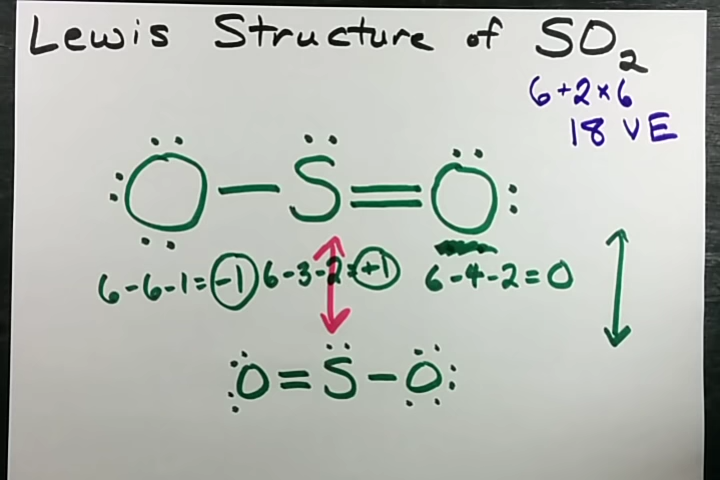 Lewis Structure of SO₂
6+2×6
18 VE
O—S=O
6-6-1=-1 6-3-2=+1 6-4-2=0
O=S-O